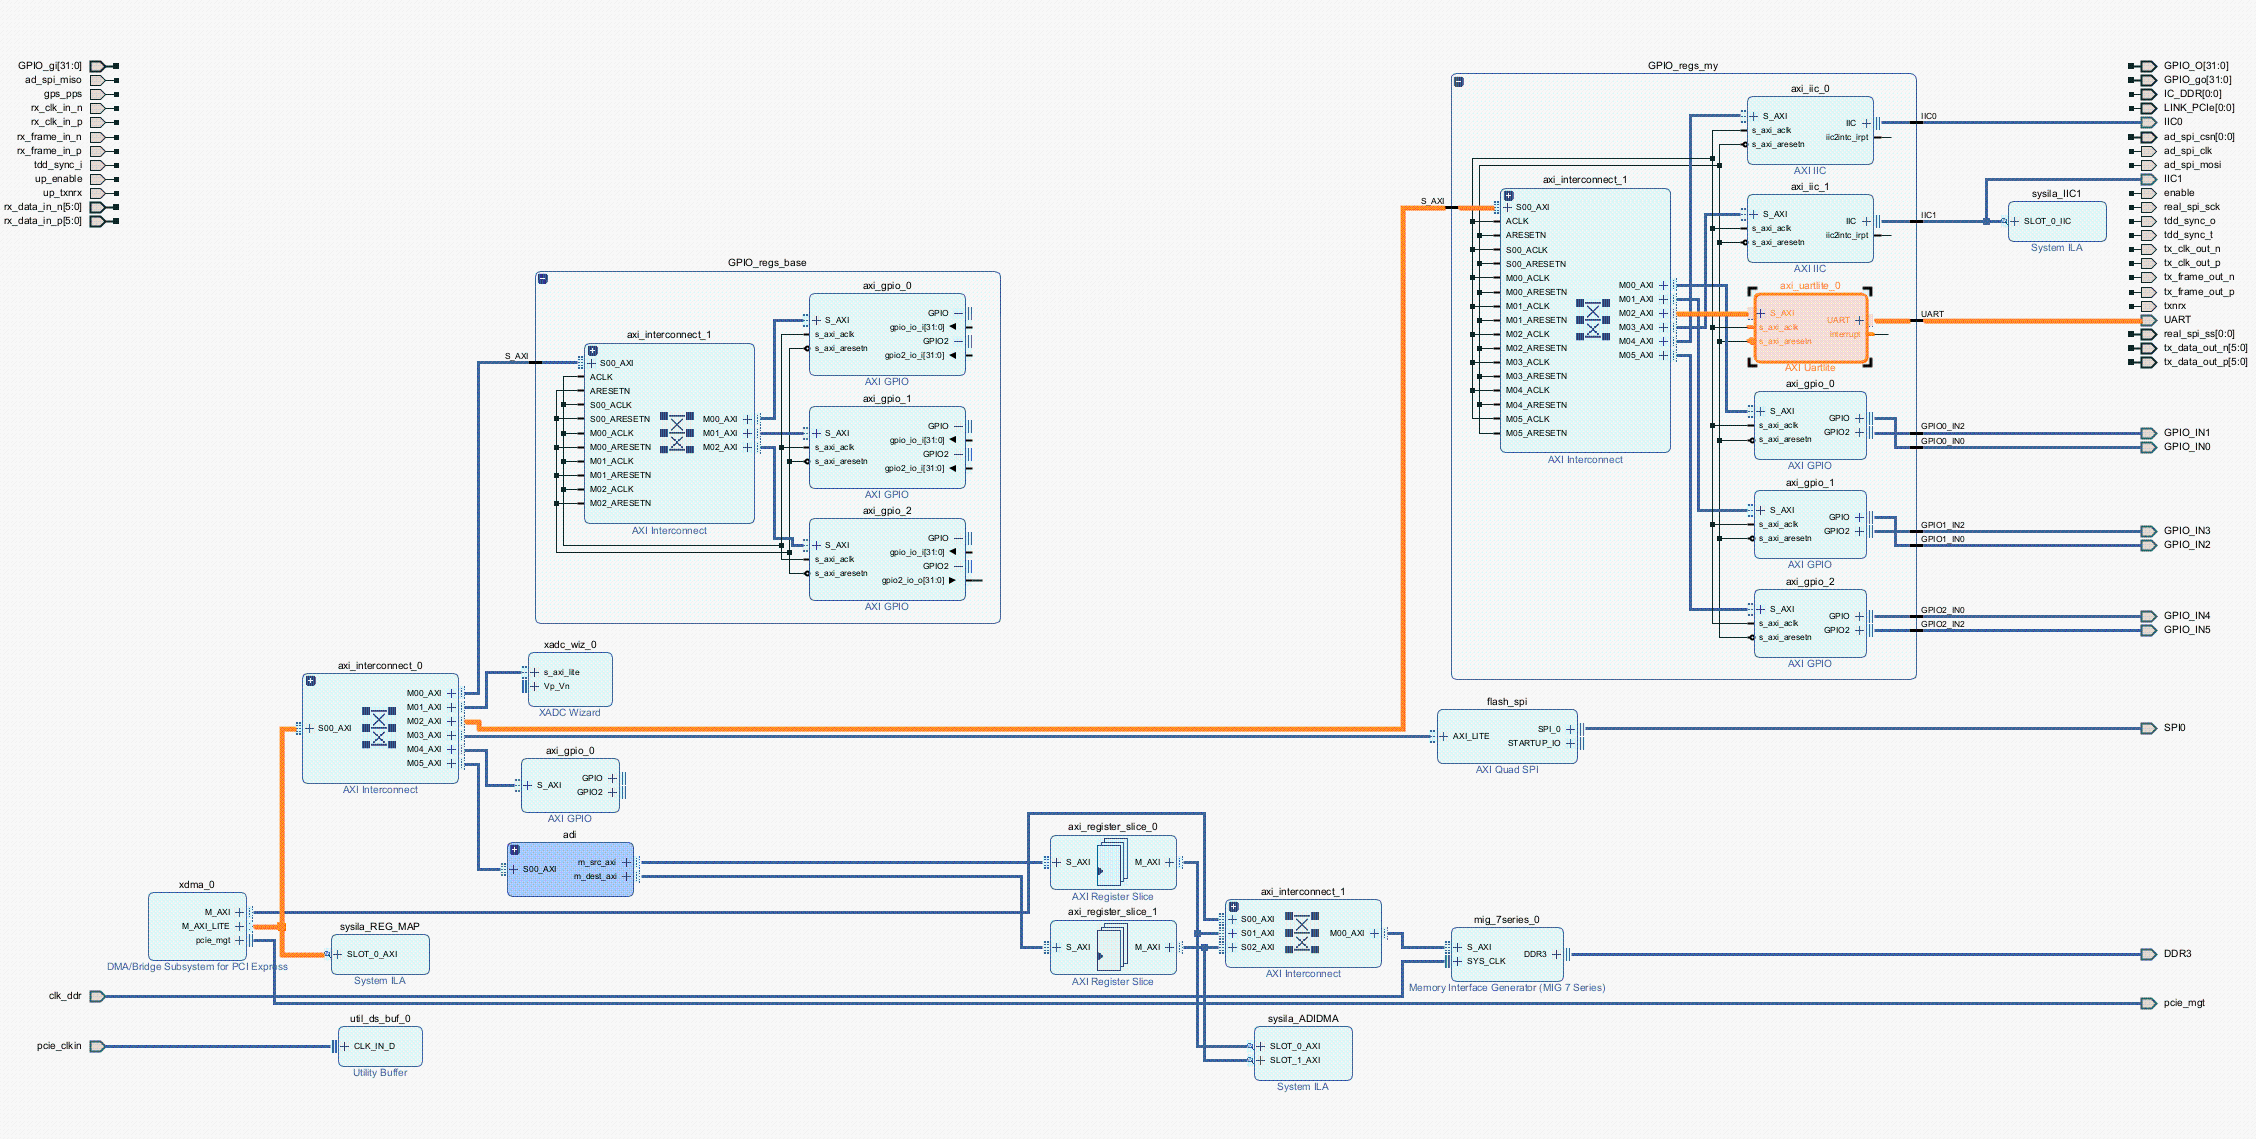 GPIO_gi[31:0]
ad_spi_miso
gps_pps
rx_clk_in_n
rx_clk_in_p
rx_frame_in_n
rx_frame_in_p
tdd_sync_i
up_enable
up_txnrx
rx_data_in_n[5:0]
rx_data_in_p[5:0]
GPIO_regs_base
S_AXI
axi_interconnect_1
S00_AXI
ACLK
ARESETN
S00_ACLK
S00_ARESETN
M00_ACLK
M00_ARESETN
M01_ACLK
M01_ARESETN
M02_ACLK
M02_ARESETN
M00_AXI
M01_AXI
M02_AXI
AXI Interconnect
axi_gpio_0
S_AXI
s_axi_aclk
s_axi_aresetn
GPIO
gpio_io_i[31:0]
GPIO2
gpio2_io_i[31:0]
AXI GPIO
axi_gpio_1
S_AXI
s_axi_aclk
s_axi_aresetn
GPIO
gpio_io_i[31:0]
GPIO2
gpio2_io_i[31:0]
AXI GPIO
axi_gpio_2
S_AXI
s_axi_aclk
s_axi_aresetn
GPIO
gpio_io_i[31:0]
GPIO2
gpio2_io_o[31:0]
AXI GPIO
GPIO_regs_my
S_AXI
axi_interconnect_1
S00_AXI
ACLK
ARESETN
S00_ACLK
S00_ARESETN
M00_ACLK
M00_ARESETN
M01_ACLK
M01_ARESETN
M02_ACLK
M02_ARESETN
M03_ACLK
M03_ARESETN
M04_ACLK
M04_ARESETN
M05_ACLK
M05_ARESETN
M00_AXI
M01_AXI
M02_AXI
M03_AXI
M04_AXI
M05_AXI
AXI Interconnect
axi_iic_0
S_AXI
s_axi_aclk
s_axi_aresetn
IIC
iic2intc_irpt
AXI IIC
axi_iic_1
S_AXI
s_axi_aclk
s_axi_aresetn
IIC
iic2intc_irpt
AXI IIC
axi_uartlite_0
S_AXI
s_axi_aclk
s_axi_aresetn
UART
interrupt
AXI Uartlite
axi_gpio_0
S_AXI
s_axi_aclk
s_axi_aresetn
GPIO
GPIO2
AXI GPIO
axi_gpio_1
S_AXI
s_axi_aclk
s_axi_aresetn
GPIO
GPIO2
AXI GPIO
axi_gpio_2
S_AXI
s_axi_aclk
s_axi_aresetn
GPIO
GPIO2
AXI GPIO
IIC0
IIC1
UART
GPIO0_IN2
GPIO0_IN0
GPIO1_IN2
GPIO1_IN0
GPIO2_IN0
GPIO2_IN2
sysila_IIC1
SLOT_0_IIC
System ILA
GPIO_O[31:0]
GPIO_go[31:0]
IC_DDR[0:0]
LINK_PCIe[0:0]
IIC0
ad_spi_csn[0:0]
ad_spi_clk
ad_spi_mosi
IIC1
enable
real_spi_sck
tdd_sync_o
tdd_sync_t
tx_clk_out_n
tx_clk_out_p
tx_frame_out_n
tx_frame_out_p
txnrx
UART
real_spi_ss[0:0]
tx_data_out_n[5:0]
tx_data_out_p[5:0]
GPIO_IN1
GPIO_IN0
GPIO_IN3
GPIO_IN2
GPIO_IN4
GPIO_IN5
axi_interconnect_0
S00_AXI
M00_AXI
M01_AXI
M02_AXI
M03_AXI
M04_AXI
M05_AXI
AXI Interconnect
xadc_wiz_0
s_axi_lite
Vp_Vn
XADC Wizard
axi_gpio_0
S_AXI
GPIO
GPIO2
AXI GPIO
adi
S00_AXI
m_src_axi
m_dest_axi
flash_spi
AXI_LITE
SPI_0
STARTUP_IO
AXI Quad SPI
SPI0
xdma_0
M_AXI
M_AXI_LITE
pcie_mgt
DMA/Bridge Subsystem for PCI Express
sysila_REG_MAP
SLOT_0_AXI
System ILA
axi_register_slice_0
S_AXI
M_AXI
AXI Register Slice
axi_register_slice_1
S_AXI
M_AXI
AXI Register Slice
axi_interconnect_1
S00_AXI
S01_AXI
S02_AXI
M00_AXI
AXI Interconnect
mig_7series_0
S_AXI
SYS_CLK
DDR3
Memory Interface Generator (MIG 7 Series)
DDR3
pcie_mgt
clk_ddr
pcie_clkin
util_ds_buf_0
CLK_IN_D
Utility Buffer
sysila_ADIDMA
SLOT_0_AXI
SLOT_1_AXI
System ILA